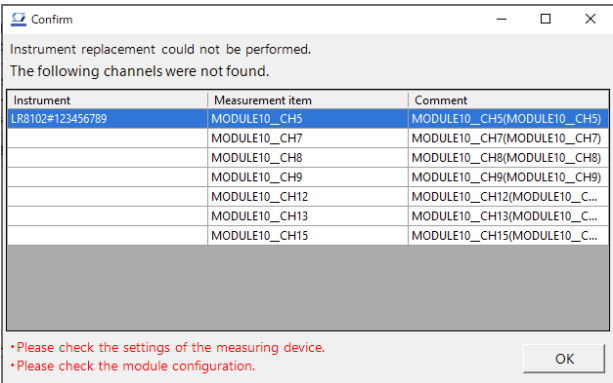 Confirm
Instrument replacement could not be performed.
The following channels were not found.
Instrument Measurement item Comment
LR8102#123456789 MODULE10__CH5 MODULE10__CH5(MODULE10__CH5)
MODULE10__CH7 MODULE10__CH7(MODULE10__CH7)
MODULE10__CH8 MODULE10__CH8(MODULE10__CH8)
MODULE10__CH9 MODULE10__CH9(MODULE10__CH9)
MODULE10__CH12 MODULE10__CH12(MODULE10__C...
MODULE10__CH13 MODULE10__CH13(MODULE10__C...
MODULE10__CH15 MODULE10__CH15(MODULE10__C...
・Please check the settings of the measuring device.
・Please check the module configuration.
OK